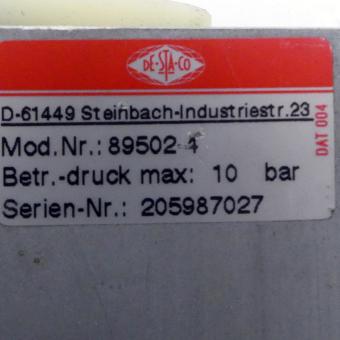 DE-STA-CO
D-61449 Steinbach-Industriestr.23
Mod.Nr.: 89502-1
Betr.-druck max: 10 bar
Serien-Nr.: 205987027
DAT 004